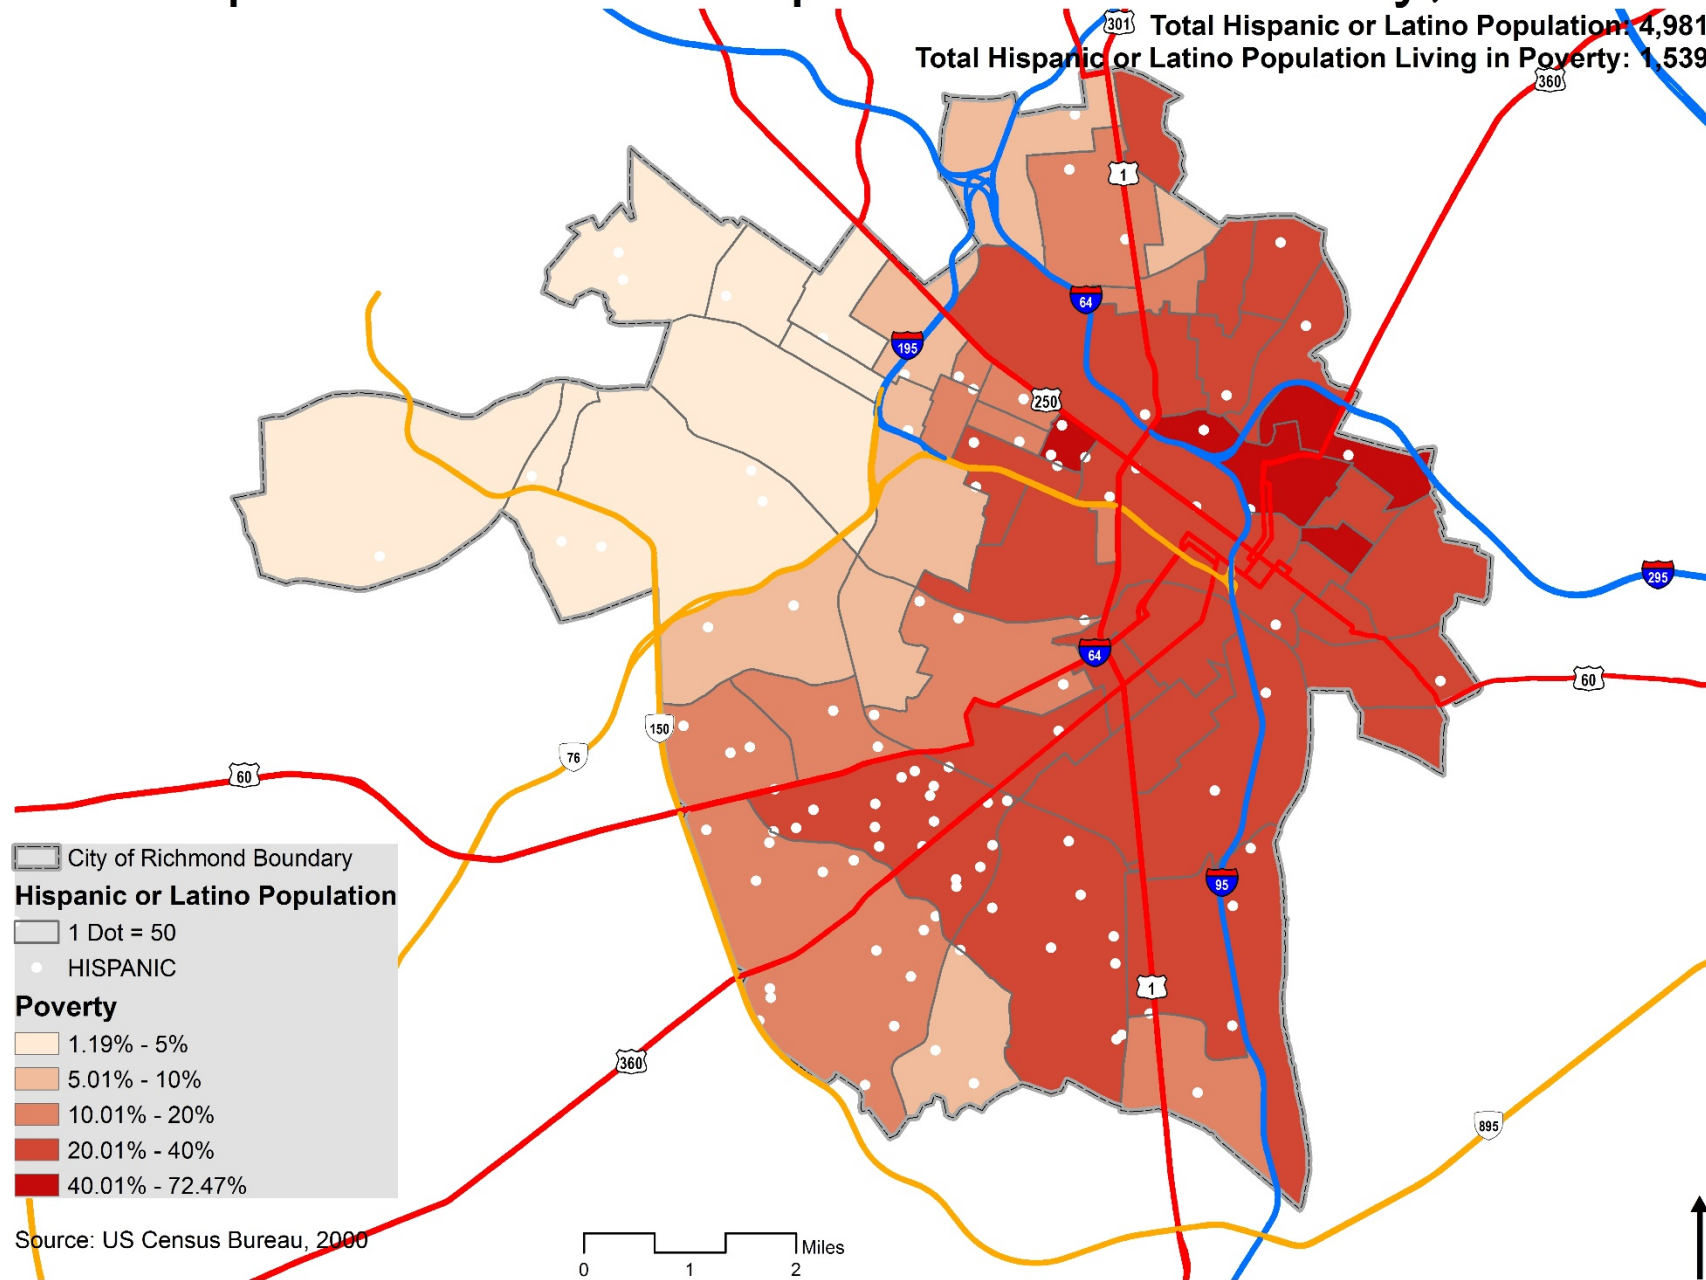 Total Hispanic or Latino Population: 4,981
Total Hispanic or Latino Population Living in Poverty: 1,539
301
360
1
64
195
250
295
64
60
150
76
60
95
1
360
895
City of Richmond Boundary
Hispanic or Latino Population
1 Dot = 50
HISPANIC
Poverty
1.19% - 5%
5.01% - 10%
10.01% - 20%
20.01% - 40%
40.01% - 72.47%
Source: US Census Bureau, 2000
Miles
0 1 2